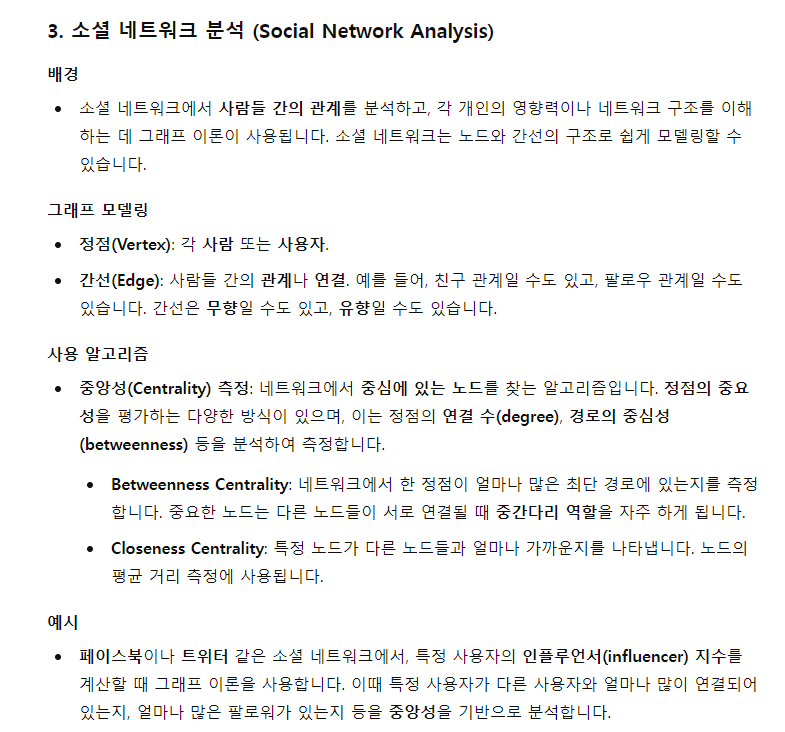 3. 소셜 네트워크 분석 (Social Network Analysis)
배경
• 소셜 네트워크에서 사람들 간의 관계를 분석하고, 각 개인의 영향력이나 네트워크 구조를 이해
하는 데 그래프 이론이 사용됩니다. 소셜 네트워크는 노드와 간선의 구조로 쉽게 모델링할 수
있습니다.
그래프 모델링
• 정점(Vertex): 각 사람 또는 사용자.
• 간선(Edge): 사람들 간의 관계나 연결. 예를 들어, 친구 관계일 수도 있고, 팔로우 관계일 수도
있습니다. 간선은 무향일 수도 있고, 유향일 수도 있습니다.
사용 알고리즘
• 중앙성(Centrality) 측정: 네트워크에서 중심에 있는 노드를 찾는 알고리즘입니다. 정점의 중요
성을 평가하는 다양한 방식이 있으며, 이는 정점의 연결 수(degree), 경로의 중심성
(betweenness) 등을 분석하여 측정합니다.
• Betweenness Centrality: 네트워크에서 한 정점이 얼마나 많은 최단 경로에 있는지를 측정
합니다. 중요한 노드는 다른 노드들이 서로 연결될 때 중간다리 역할을 자주 하게 됩니다.
• Closeness Centrality: 특정 노드가 다른 노드들과 얼마나 가까운지를 나타냅니다. 노드의
평균 거리 측정에 사용됩니다.
예시
• 페이스북이나 트위터 같은 소셜 네트워크에서, 특정 사용자의 인플루언서(influencer) 지수를
계산할 때 그래프 이론을 사용합니다. 이때 특정 사용자가 다른 사용자와 얼마나 많이 연결되어
있는지, 얼마나 많은 팔로워가 있는지 등을 중앙성을 기반으로 분석합니다.